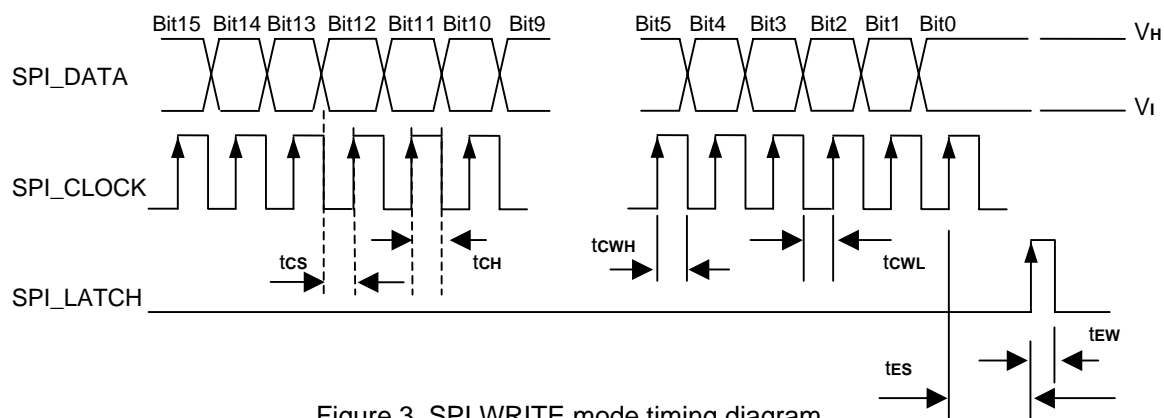 Bit15 Bit14 Bit13 Bit12 Bit11 Bit10 Bit9 Bit5 Bit4 Bit3 Bit2 Bit1 Bit0
VH
SPI_DATA
VI
SPI_CLOCK
tCS
tCH
tCWH
tCWL
SPI_LATCH
tEW
tES
Figure 3. SPI WRITE mode timing diagram